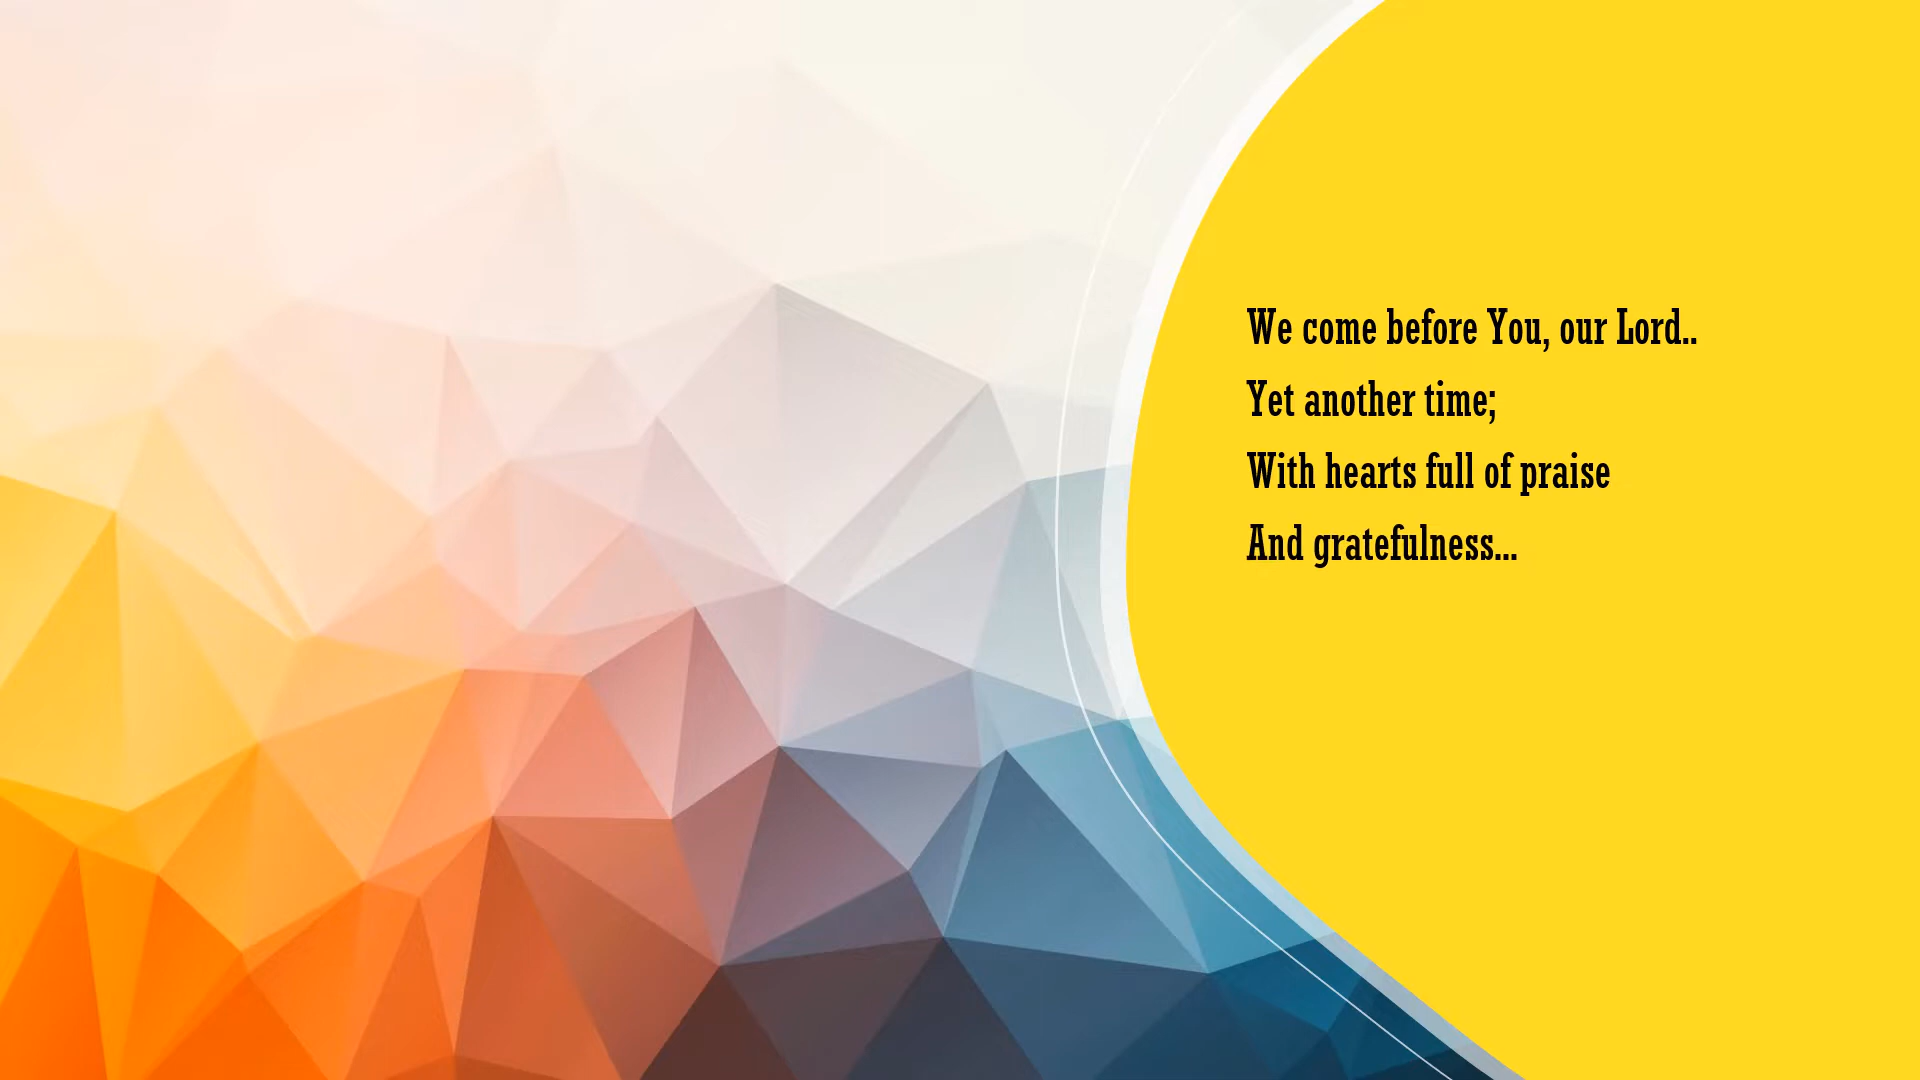 We come before You, our Lord..
Yet another time;
With hearts full of praise
And gratefulness...